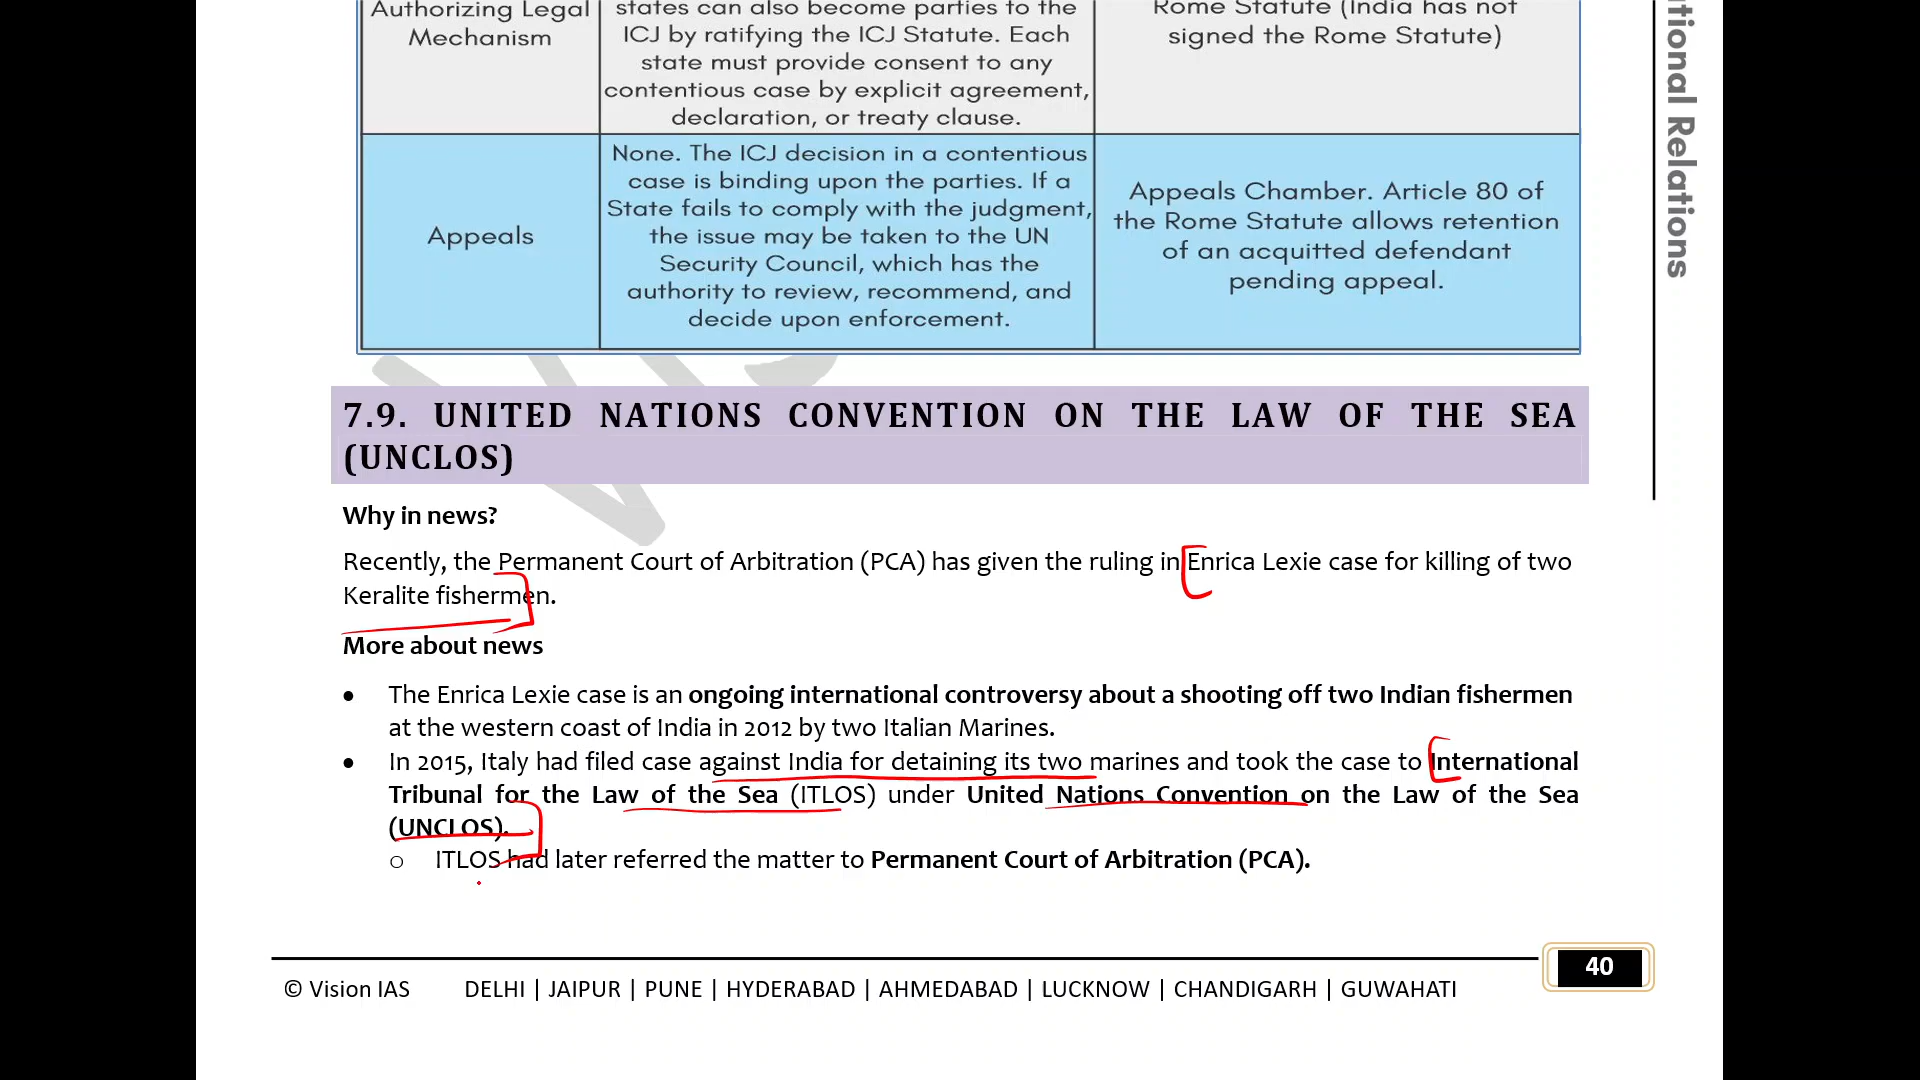 Authorizing Legal
Mechanism
states can also become parties to the
ICJ by ratifying the ICJ Statute. Each
state must provide consent to any
contentious case by explicit agreement,
declaration, or treaty clause.
Rome Statute (India has not
signed the Rome Statute)
Appeals
None. The ICJ decision in a contentious
case is binding upon the parties. If a
State fails to comply with the judgment,
the issue may be taken to the UN
Security Council, which has the
authority to review, recommend, and
decide upon enforcement.
Appeals Chamber. Article 80 of
the Rome Statute allows retention
of an acquitted defendant
pending appeal.
tional Relations
7.9. UNITED NATIONS CONVENTION ON THE LAW OF THE SEA
(UNCLOS)
Why in news?
Recently, the Permanent Court of Arbitration (PCA) has given the ruling in Enrica Lexie case for killing of two
Keralite fishermen.
More about news
• The Enrica Lexie case is an ongoing international controversy about a shooting off two Indian fishermen
at the western coast of India in 2012 by two Italian Marines.
• In 2015, Italy had filed case against India for detaining its two marines and took the case to International
Tribunal for the Law of the Sea (ITLOS) under United Nations Convention on the Law of the Sea
(UNCLOS).
o ITLOS had later referred the matter to Permanent Court of Arbitration (PCA).
© Vision IAS DELHI | JAIPUR | PUNE | HYDERABAD | AHMEDABAD | LUCKNOW | CHANDIGARH | GUWAHATI
40